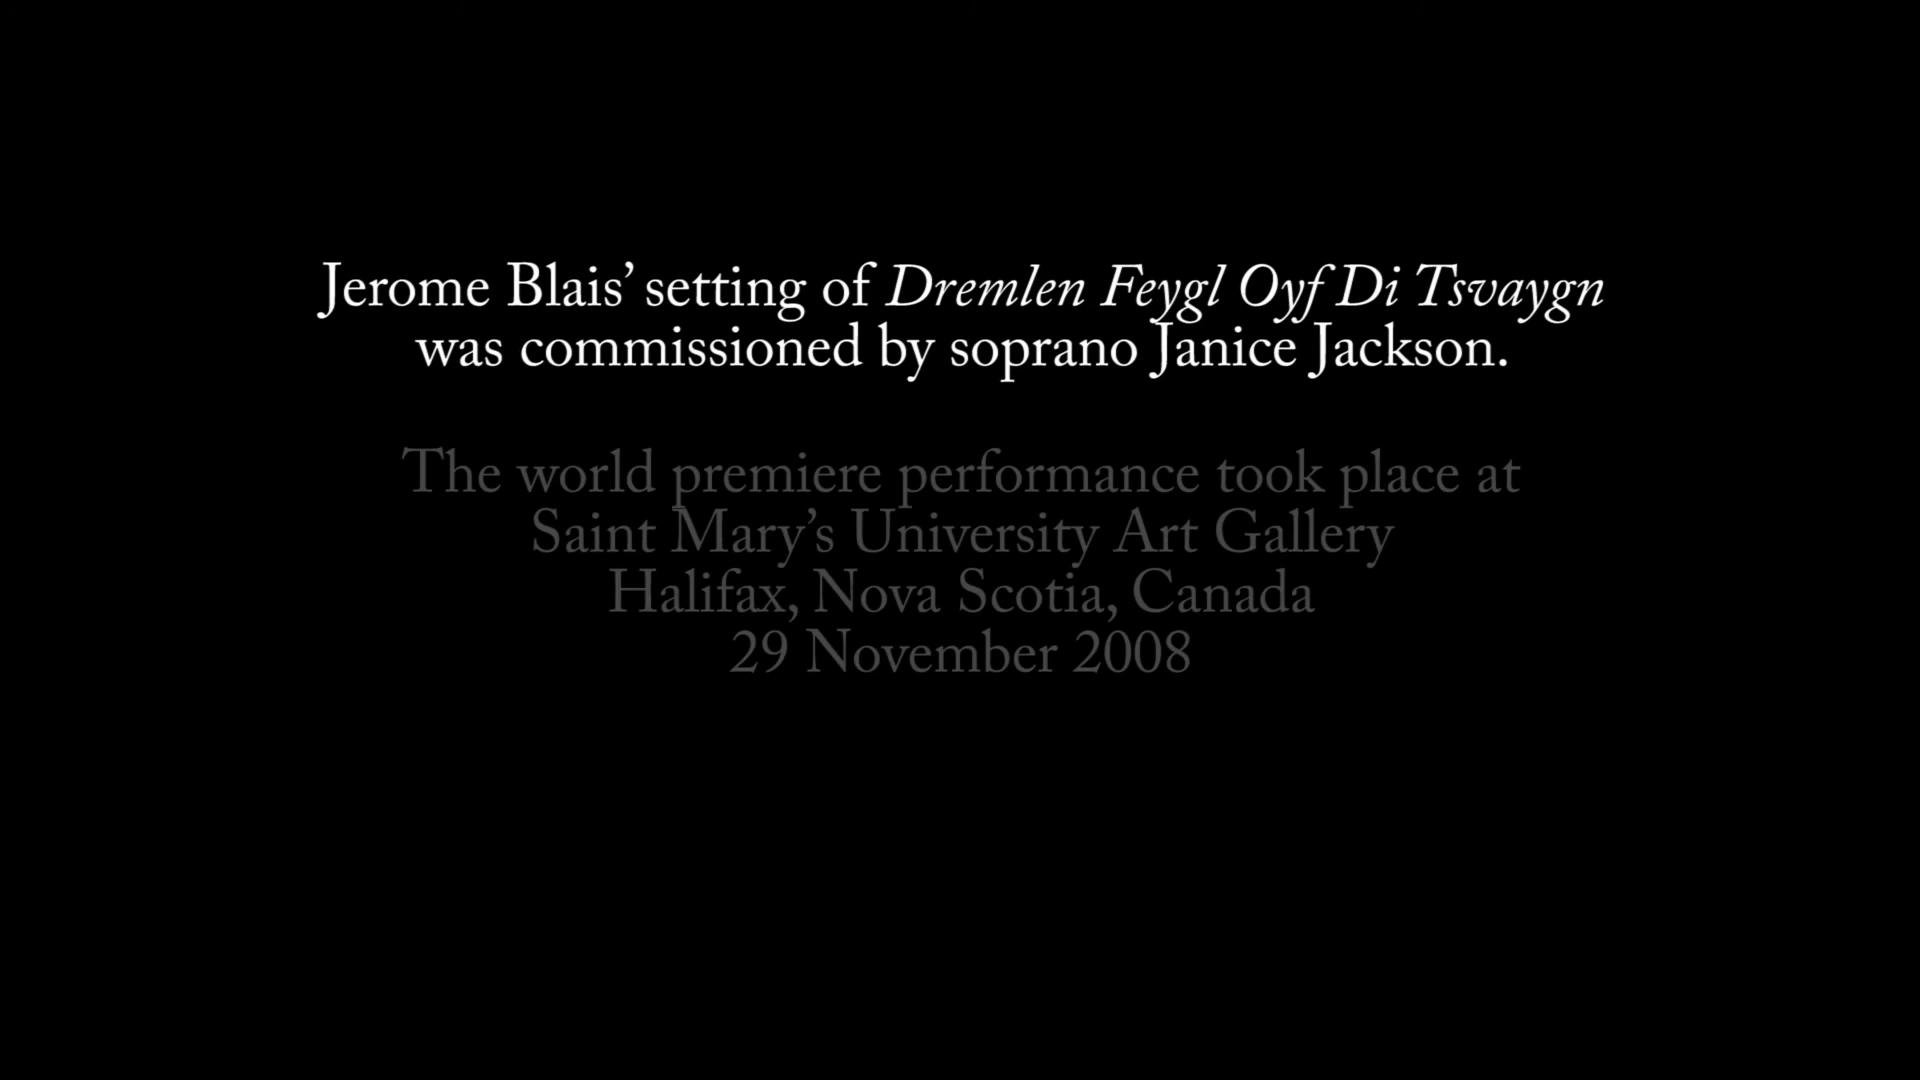 Jerome Blais’ setting of Dremlen Feygl Oyf Di Tsvaygn
was commissioned by soprano Janice Jackson.
The world premiere performance took place at
Saint Mary’s University Art Gallery
Halifax, Nova Scotia, Canada
29 November 2008